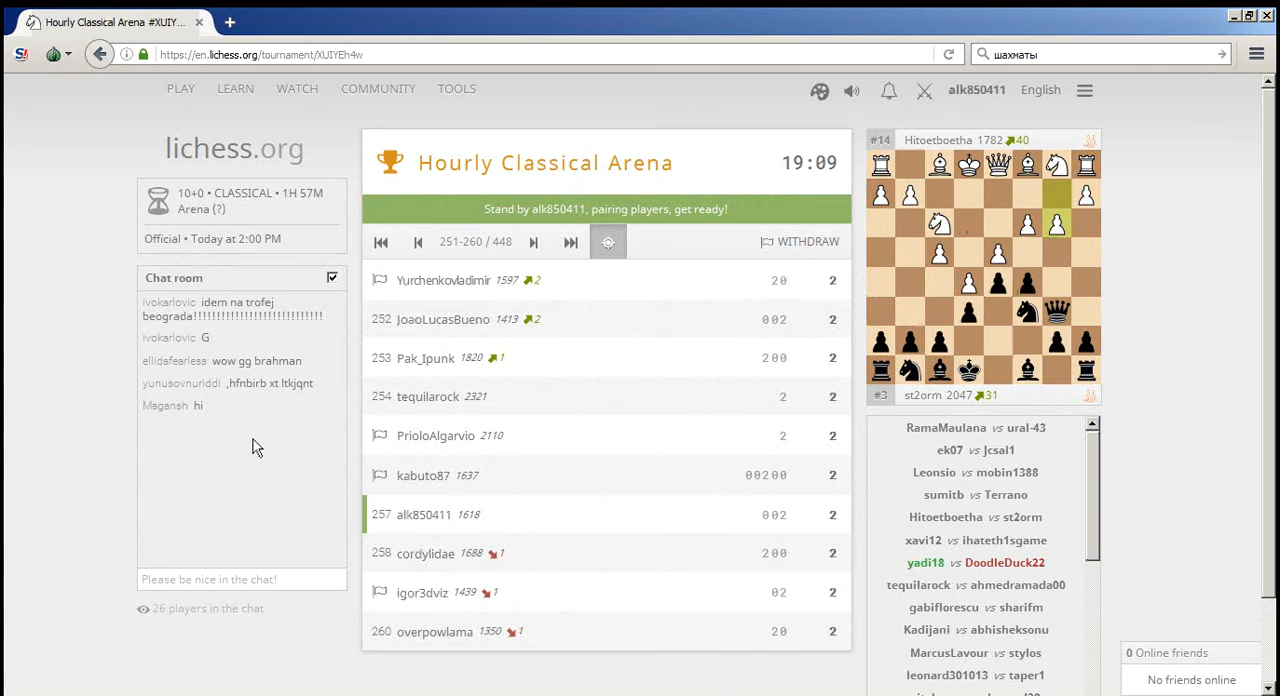 Hourly Classical Arena #XUIY...
https://en.lichess.org/tournament/XUIYEh4w
шахматы
PLAY LEARN WATCH COMMUNITY TOOLS
alk850411 English
lichess.org
10+0 • CLASSICAL • 1H 57M
Arena (?)
Official • Today at 2:00 PM
Chat room
ivokarlovic idem na trofej
beograda!!!!!!!!!!!!!!!!!!!!!!!!!!!!
ivokarlovic G
ellidafearless wow gg brahman
yunusovnuriddi ,hfnbirb xt ltkjqnt
Magansh hi
Please be nice in the chat!
26 players in the chat
Hourly Classical Arena 19:09
Stand by alk850411, pairing players, get ready!
251-260 / 448 WITHDRAW
Yurchenkovladimir 1597 2 20 2
252 JoaoLucasBueno 1413 2 002 2
253 Pak_Ipunk 1820 1 200 2
254 tequilarock 2321 2 2
PrioloAlgarvio 2110 2 2
kabuto87 1637 00200 2
257 alk850411 1618 002 2
258 cordylidae 1688 1 200 2
igor3dviz 1439 1 02 2
260 overpowlama 1350 1 20 2
#14 Hitoetboetha 1782 40
#3 st2orm 2047 31
RamaMaulana vs ural-43
ek07 vs Jcsal1
Leonsio vs mobin1388
sumitb vs Terrano
Hitoetboetha vs st2orm
xavi12 vs ihateth1sgame
yadi18 vs DoodleDuck22
tequilarock vs ahmedramada00
gabiflorescu vs sharifm
Kadijani vs abhisheksonu
MarcusLavour vs stylos
leonard301013 vs taper1
0 Online friends
No friends online